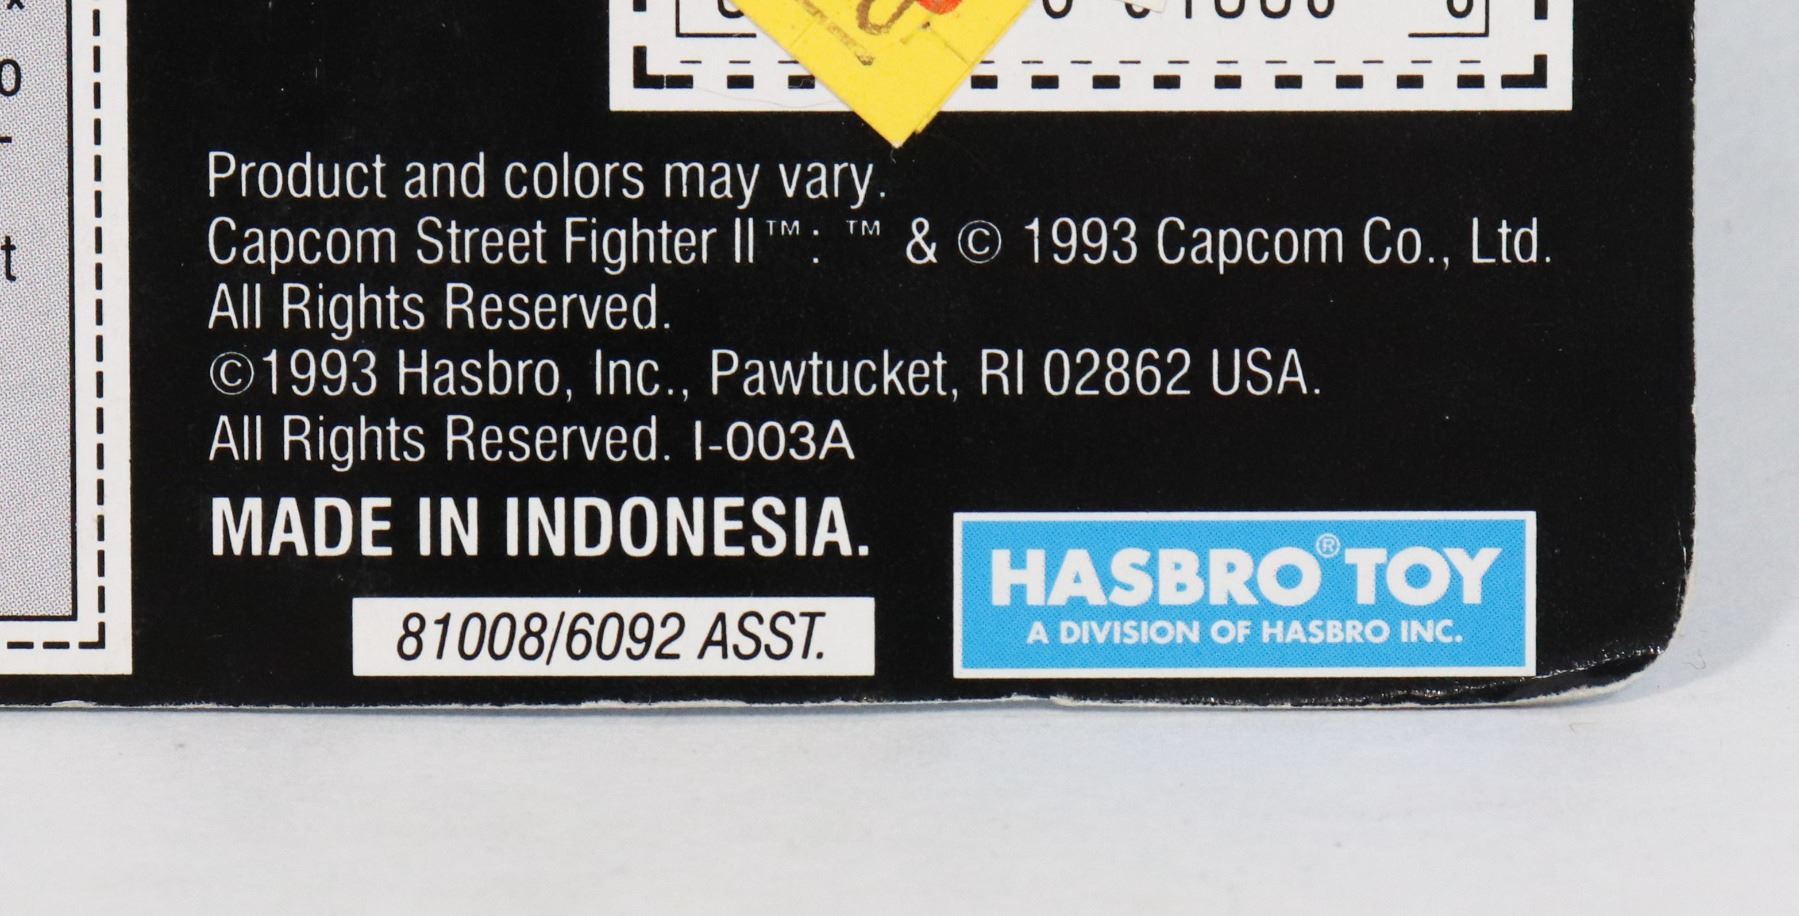 Product and colors may vary.
Capcom Street Fighter II™: ™ & © 1993 Capcom Co., Ltd.
All Rights Reserved.
©1993 Hasbro, Inc., Pawtucket, RI 02862 USA.
All Rights Reserved. I-003A
MADE IN INDONESIA.
81008/6092 ASST.
HASBRO® TOY
A DIVISION OF HASBRO INC.